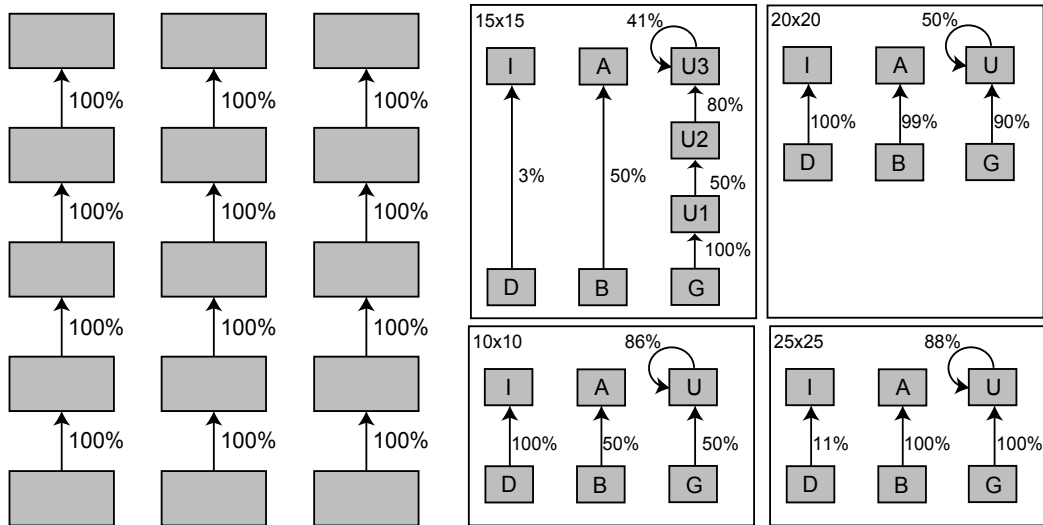 100% 100% 100%
100% 100% 100%
100% 100% 100%
100% 100% 100%
15x15
41%
I A U3
80%
U2
3% 50% 50%
U1
100%
D B G
20x20
50%
I A U
100% 99% 90%
D B G
10x10
86%
I A U
100% 50% 50%
D B G
25x25
88%
I A U
11% 100% 100%
D B G